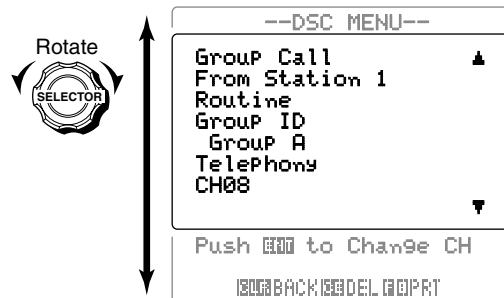 Rotate
SELECTOR
--DSC MENU--
Group Call
From Station 1
Routine
Group ID
Group A
Telephony
CH08
Push ENT to Change CH
BACK DEL PRT